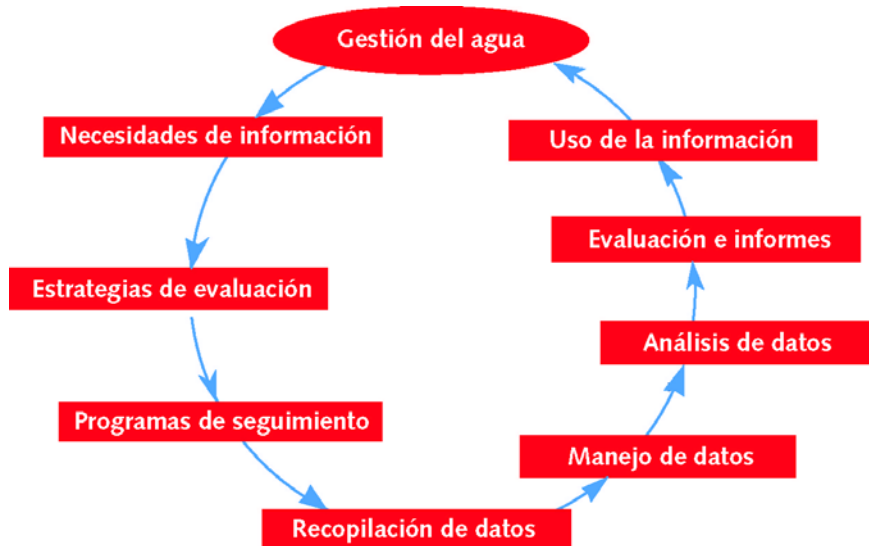 Gestión del agua
Necesidades de información
Estrategias de evaluación
Programas de seguimiento
Recopilación de datos
Manejo de datos
Análisis de datos
Evaluación e informes
Uso de la información